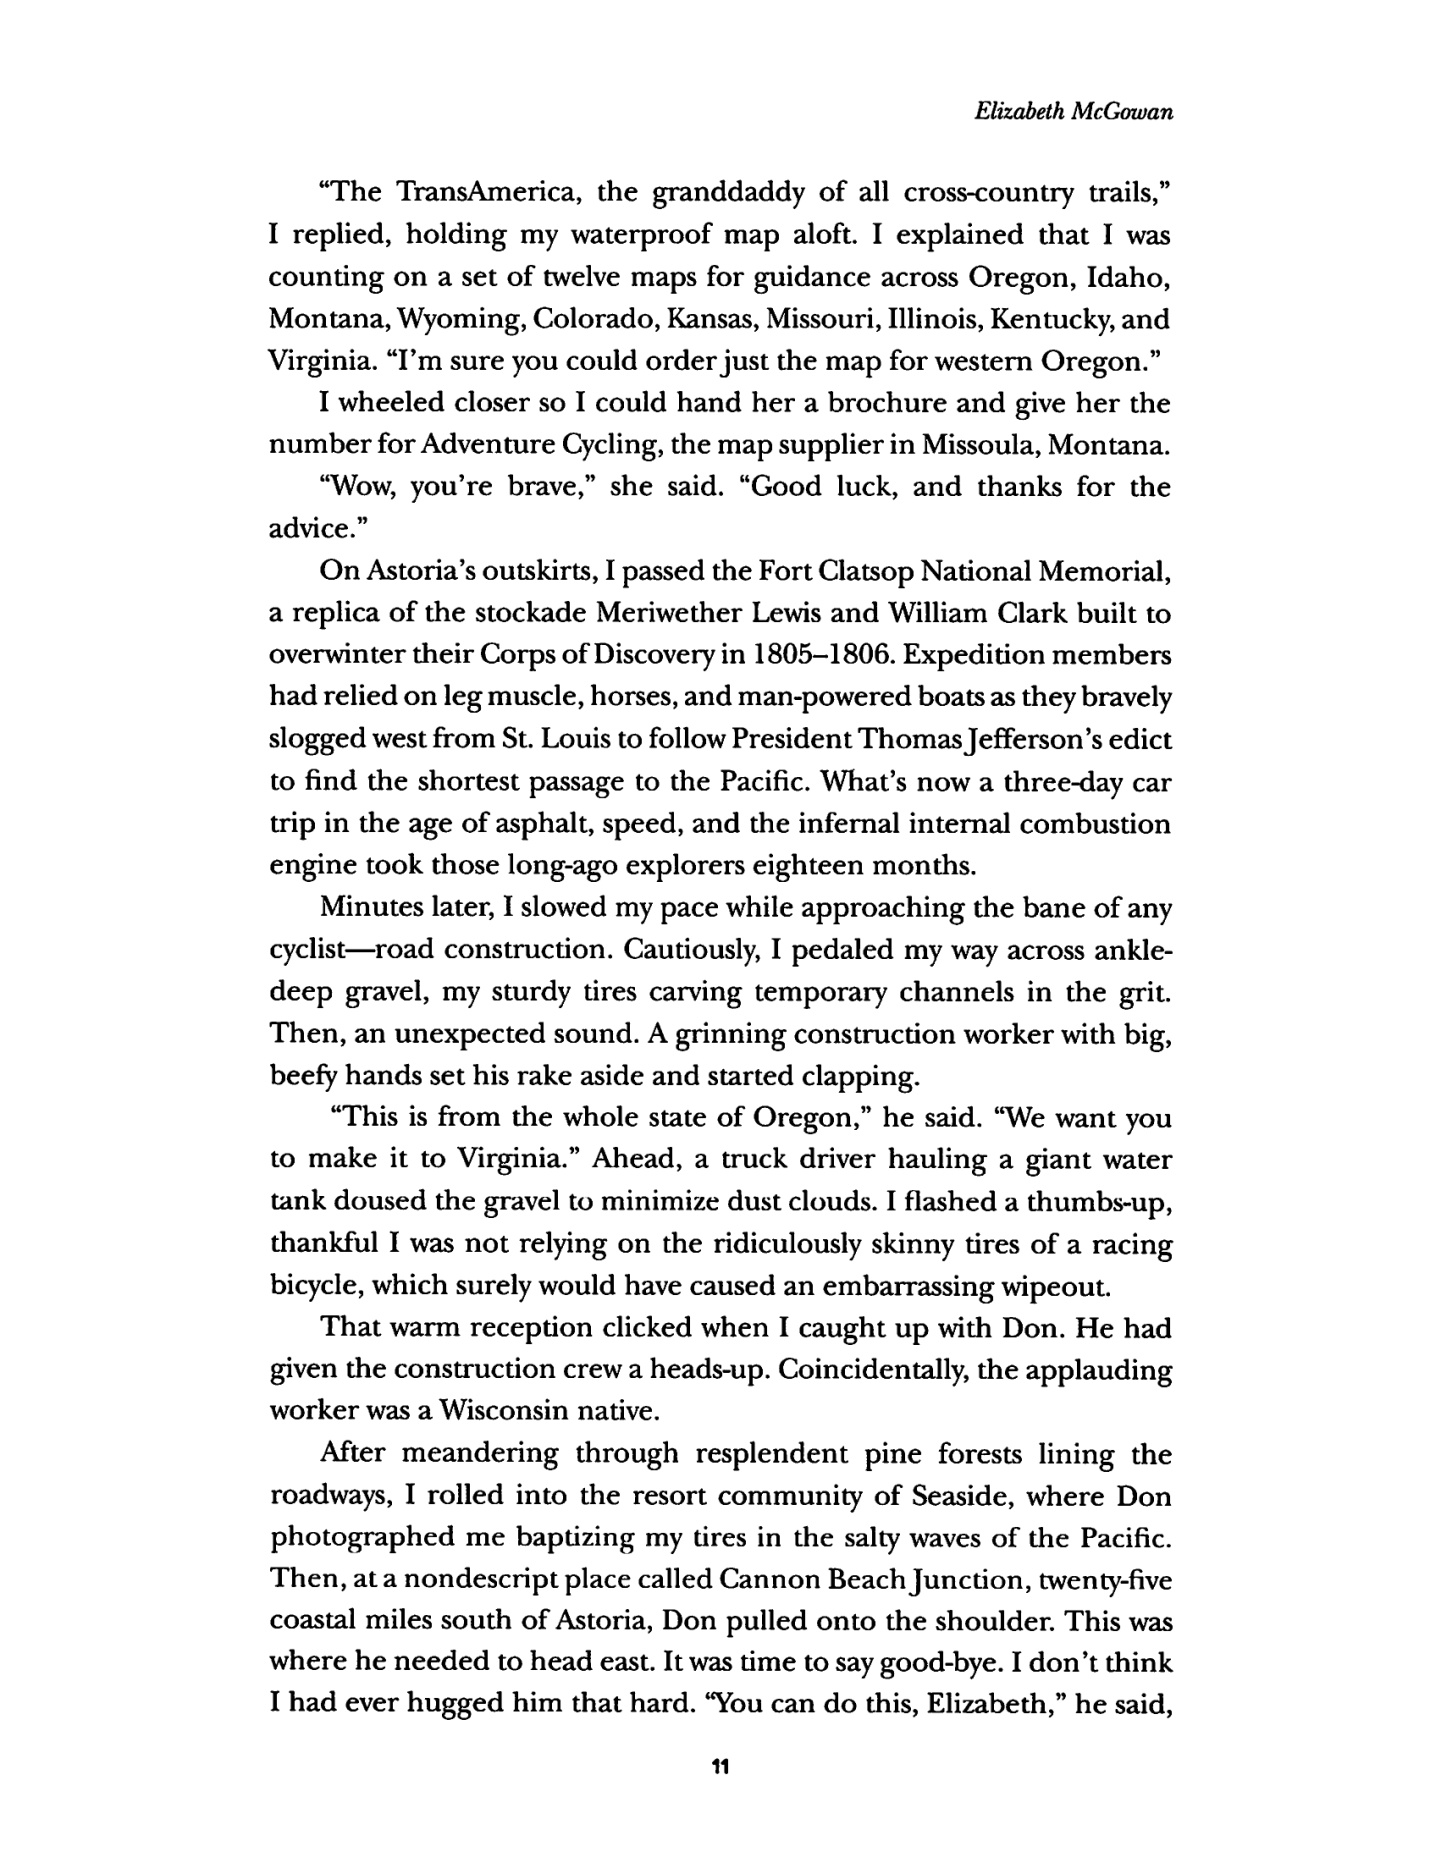 Elizabeth McGowan
“The TransAmerica, the granddaddy of all cross-country trails,”
I replied, holding my waterproof map aloft. I explained that I was
counting on a set of twelve maps for guidance across Oregon, Idaho,
Montana, Wyoming, Colorado, Kansas, Missouri, Illinois, Kentucky, and
Virginia. “I’m sure you could order just the map for western Oregon.”
I wheeled closer so I could hand her a brochure and give her the
number for Adventure Cycling, the map supplier in Missoula, Montana.
“Wow, you’re brave,” she said. “Good luck, and thanks for the
advice.”
On Astoria’s outskirts, I passed the Fort Clatsop National Memorial,
a replica of the stockade Meriwether Lewis and William Clark built to
overwinter their Corps of Discovery in 1805–1806. Expedition members
had relied on leg muscle, horses, and man-powered boats as they bravely
slogged west from St. Louis to follow President Thomas Jefferson’s edict
to find the shortest passage to the Pacific. What’s now a three-day car
trip in the age of asphalt, speed, and the infernal internal combustion
engine took those long-ago explorers eighteen months.
Minutes later, I slowed my pace while approaching the bane of any
cyclist—road construction. Cautiously, I pedaled my way across ankle-
deep gravel, my sturdy tires carving temporary channels in the grit.
Then, an unexpected sound. A grinning construction worker with big,
beefy hands set his rake aside and started clapping.
“This is from the whole state of Oregon,” he said. “We want you
to make it to Virginia.” Ahead, a truck driver hauling a giant water
tank doused the gravel to minimize dust clouds. I flashed a thumbs-up,
thankful I was not relying on the ridiculously skinny tires of a racing
bicycle, which surely would have caused an embarrassing wipeout.
That warm reception clicked when I caught up with Don. He had
given the construction crew a heads-up. Coincidentally, the applauding
worker was a Wisconsin native.
After meandering through resplendent pine forests lining the
roadways, I rolled into the resort community of Seaside, where Don
photographed me baptizing my tires in the salty waves of the Pacific.
Then, at a nondescript place called Cannon Beach Junction, twenty-five
coastal miles south of Astoria, Don pulled onto the shoulder. This was
where he needed to head east. It was time to say good-bye. I don’t think
I had ever hugged him that hard. “You can do this, Elizabeth,” he said,
11